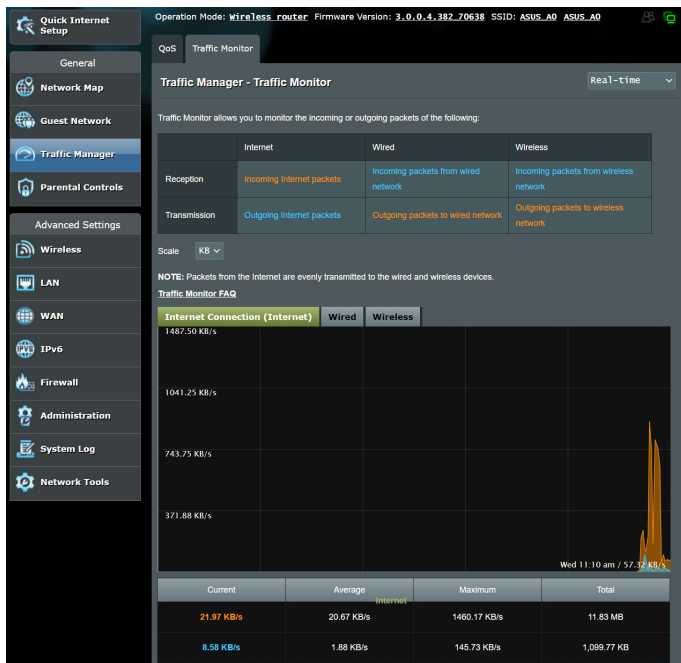 Quick Internet
Setup
Operation Mode: Wireless router Firmware Version: 3.0.0.4.382_70638 SSID: ASUS_A0 ASUS_A0
QoS Traffic Monitor
General
Network Map
Guest Network
Traffic Manager
Parental Controls
Advanced Settings
Wireless
LAN
WAN
IPv6
Firewall
Administration
System Log
Network Tools
Traffic Manager - Traffic Monitor
Real-time
Traffic Monitor allows you to monitor the incoming or outgoing packets of the following:
Internet Wired Wireless
Reception Incoming Internet packets Incoming packets from wired network Incoming packets from wireless network
Transmission Outgoing Internet packets Outgoing packets to wired network Outgoing packets to wireless network
Scale KB
NOTE: Packets from the Internet are evenly transmitted to the wired and wireless devices.
Traffic Monitor FAQ
Internet Connection (Internet) Wired Wireless
1487.50 KB/s
1041.25 KB/s
743.75 KB/s
371.88 KB/s
Wed 11:10 am / 57.32 KB/s
Current Average Maximum Total
Internet
21.97 KB/s 20.67 KB/s 1460.17 KB/s 11.83 MB
8.58 KB/s 1.88 KB/s 145.73 KB/s 1,099.77 KB